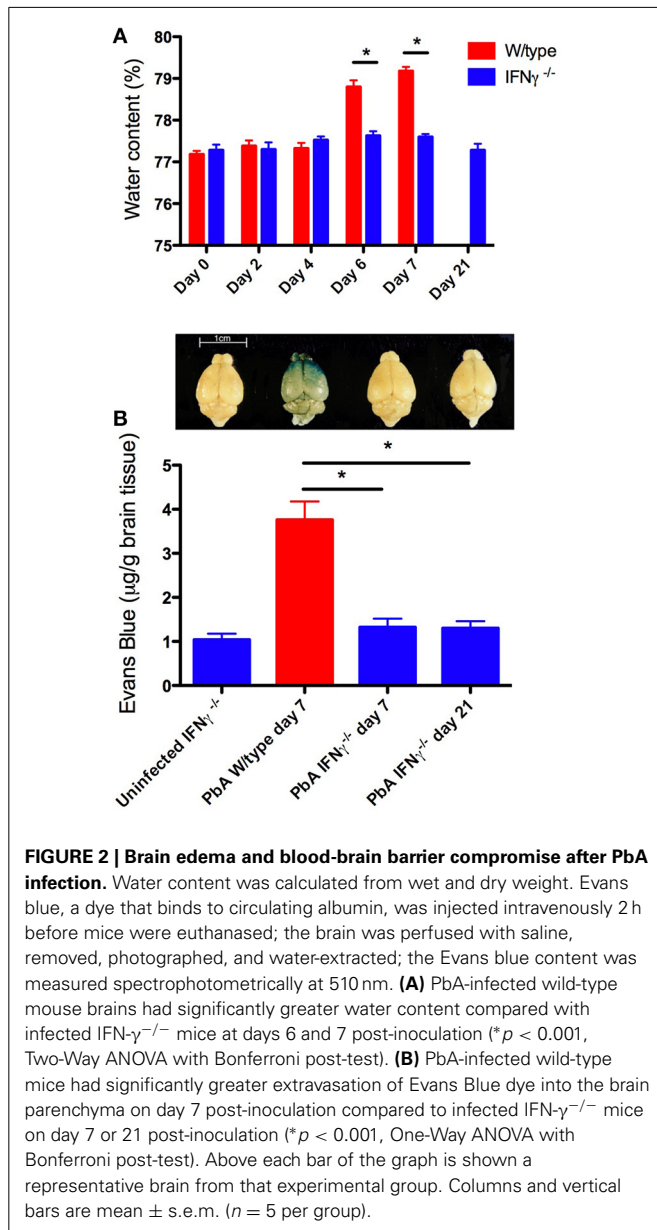 A
80
79
78
77
76
75
Water content (%)
* *
W/type
IFNγ -/-
Day 0
Day 2
Day 4
Day 6
Day 7
Day 21
1cm
B
5
4
3
2
1
0
Evans Blue (µg/g brain tissue)
*
*
Uninfected IFNγ-/-
PbA W/type day 7
PbA IFNγ-/- day 7
PbA IFNγ-/- day 21
FIGURE 2 | Brain edema and blood-brain barrier compromise after PbA
infection. Water content was calculated from wet and dry weight. Evans
blue, a dye that binds to circulating albumin, was injected intravenously 2 h
before mice were euthanased; the brain was perfused with saline,
removed, photographed, and water-extracted; the Evans blue content was
measured spectrophotometrically at 510 nm. (A) PbA-infected wild-type
mouse brains had significantly greater water content compared with
infected IFN-γ−/− mice at days 6 and 7 post-inoculation (*p < 0.001,
Two-Way ANOVA with Bonferroni post-test). (B) PbA-infected wild-type
mice had significantly greater extravasation of Evans Blue dye into the brain
parenchyma on day 7 post-inoculation compared to infected IFN-γ−/− mice
on day 7 or 21 post-inoculation (*p < 0.001, One-Way ANOVA with
Bonferroni post-test). Above each bar of the graph is shown a
representative brain from that experimental group. Columns and vertical
bars are mean ± s.e.m. (n = 5 per group).